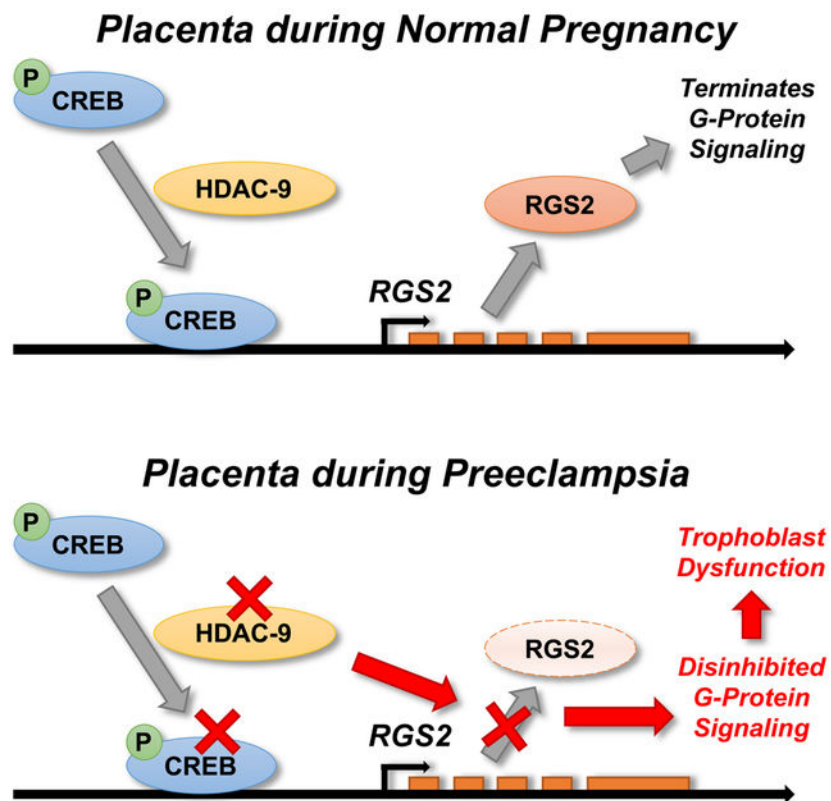 Placenta during Normal Pregnancy
P
CREB
HDAC-9
P
CREB
RGS2
RGS2
Terminates
G-Protein
Signaling
Placenta during Preeclampsia
P
CREB
HDAC-9
P
CREB
RGS2
RGS2
Trophoblast
Dysfunction
Disinhibited
G-Protein
Signaling